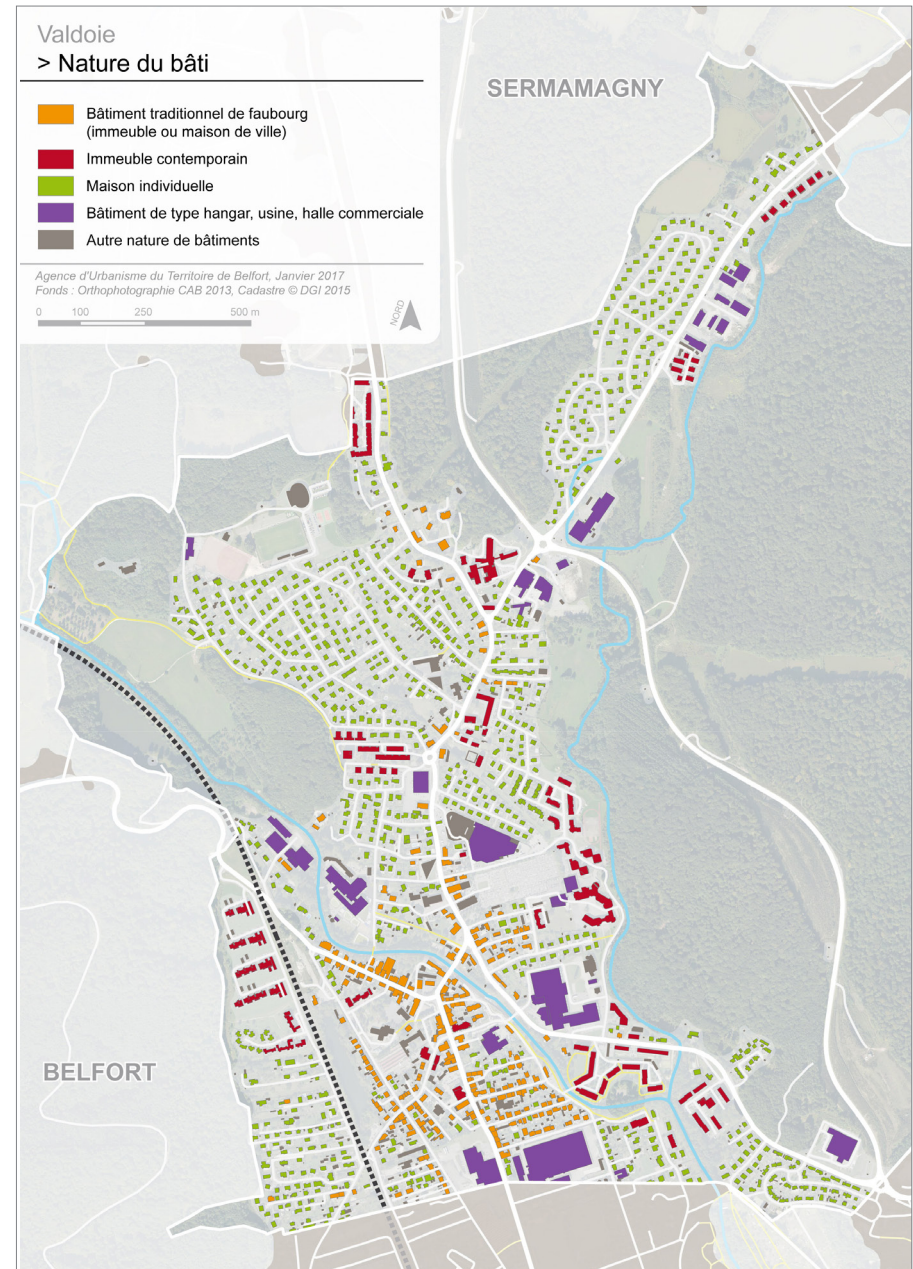 Valdoie
> Nature du bâti
Bâtiment traditionnel de faubourg
(immeuble ou maison de ville)
Immeuble contemporain
Maison individuelle
Bâtiment de type hangar, usine, halle commerciale
Autre nature de bâtiments
Agence d'Urbanisme du Territoire de Belfort, Janvier 2017
Fonds : Orthophotographie CAB 2013, Cadastre © DGI 2015
0 100 250 500 m
NORD
SERMAMAGNY
BELFORT